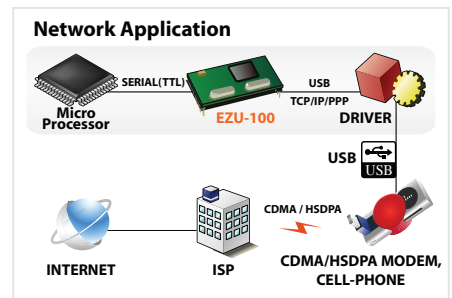 Network Application
SERIAL(TTL)
USB
TCP/IP/PPP
Micro
Processor
EZU-100
DRIVER
USB
USB
CDMA / HSDPA
INTERNET
ISP
CDMA/HSDPA MODEM,
CELL-PHONE